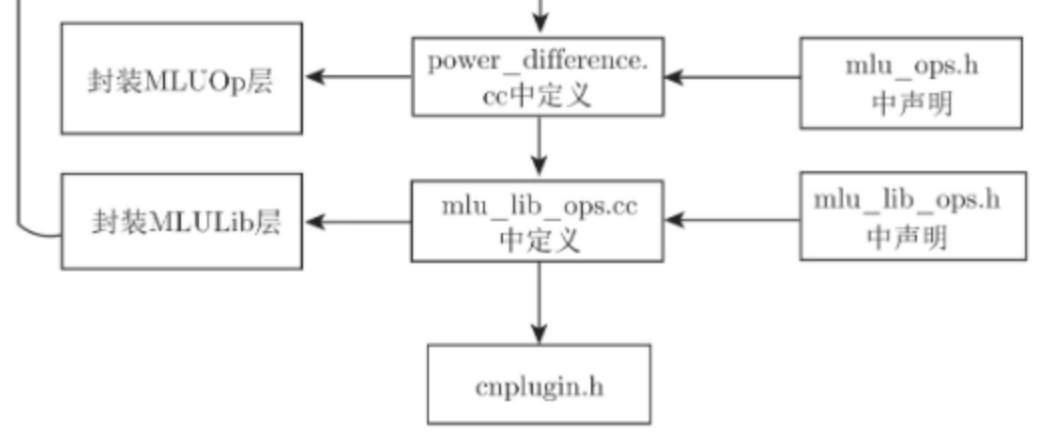 封装MLUOp层
power_difference.
cc中定义
mlu_ops.h
中声明
封装MLULib层
mlu_lib_ops.cc
中定义
mlu_lib_ops.h
中声明
cnplugin.h